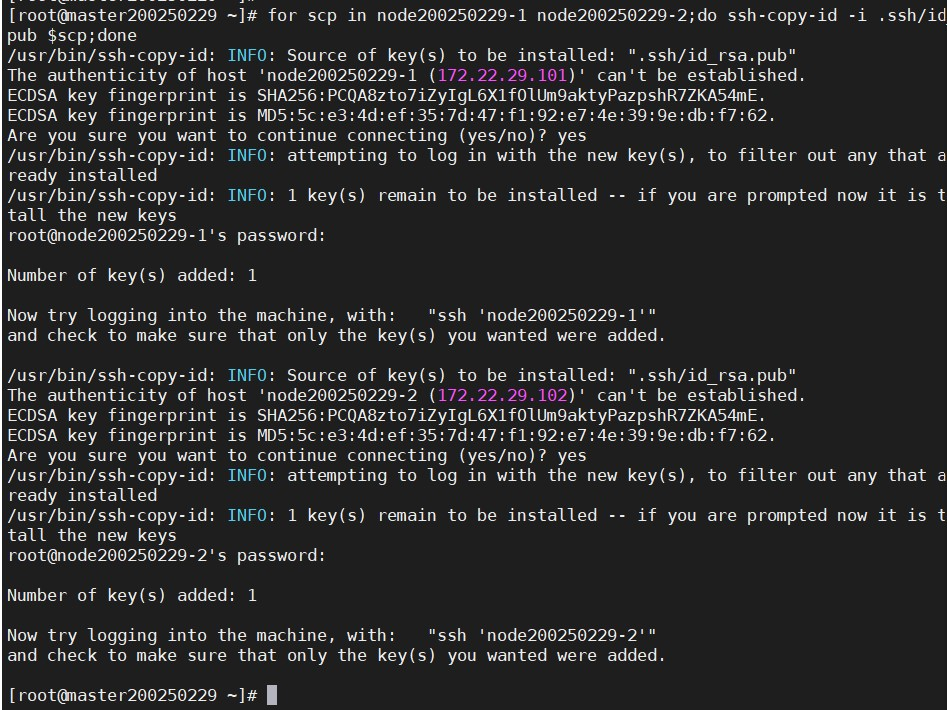 [root@master200250229 ~]# for scp in node200250229-1 node200250229-2;do ssh-copy-id -i .ssh/id
pub $scp;done
/usr/bin/ssh-copy-id: INFO: Source of key(s) to be installed: ".ssh/id_rsa.pub"
The authenticity of host 'node200250229-1 (172.22.29.101)' can't be established.
ECDSA key fingerprint is SHA256:PCQA8zto7iZyIgL6X1fOlUm9aktyPazpshR7ZKA54mE.
ECDSA key fingerprint is MD5:5c:e3:4d:ef:35:7d:47:f1:92:e7:4e:39:9e:db:f7:62.
Are you sure you want to continue connecting (yes/no)? yes
/usr/bin/ssh-copy-id: INFO: attempting to log in with the new key(s), to filter out any that a
ready installed
/usr/bin/ssh-copy-id: INFO: 1 key(s) remain to be installed -- if you are prompted now it is t
tall the new keys
root@node200250229-1's password:
Number of key(s) added: 1
Now try logging into the machine, with:   "ssh 'node200250229-1'"
and check to make sure that only the key(s) you wanted were added.
/usr/bin/ssh-copy-id: INFO: Source of key(s) to be installed: ".ssh/id_rsa.pub"
The authenticity of host 'node200250229-2 (172.22.29.102)' can't be established.
ECDSA key fingerprint is SHA256:PCQA8zto7iZyIgL6X1fOlUm9aktyPazpshR7ZKA54mE.
ECDSA key fingerprint is MD5:5c:e3:4d:ef:35:7d:47:f1:92:e7:4e:39:9e:db:f7:62.
Are you sure you want to continue connecting (yes/no)? yes
/usr/bin/ssh-copy-id: INFO: attempting to log in with the new key(s), to filter out any that a
ready installed
/usr/bin/ssh-copy-id: INFO: 1 key(s) remain to be installed -- if you are prompted now it is t
tall the new keys
root@node200250229-2's password:
Number of key(s) added: 1
Now try logging into the machine, with:   "ssh 'node200250229-2'"
and check to make sure that only the key(s) you wanted were added.
[root@master200250229 ~]#